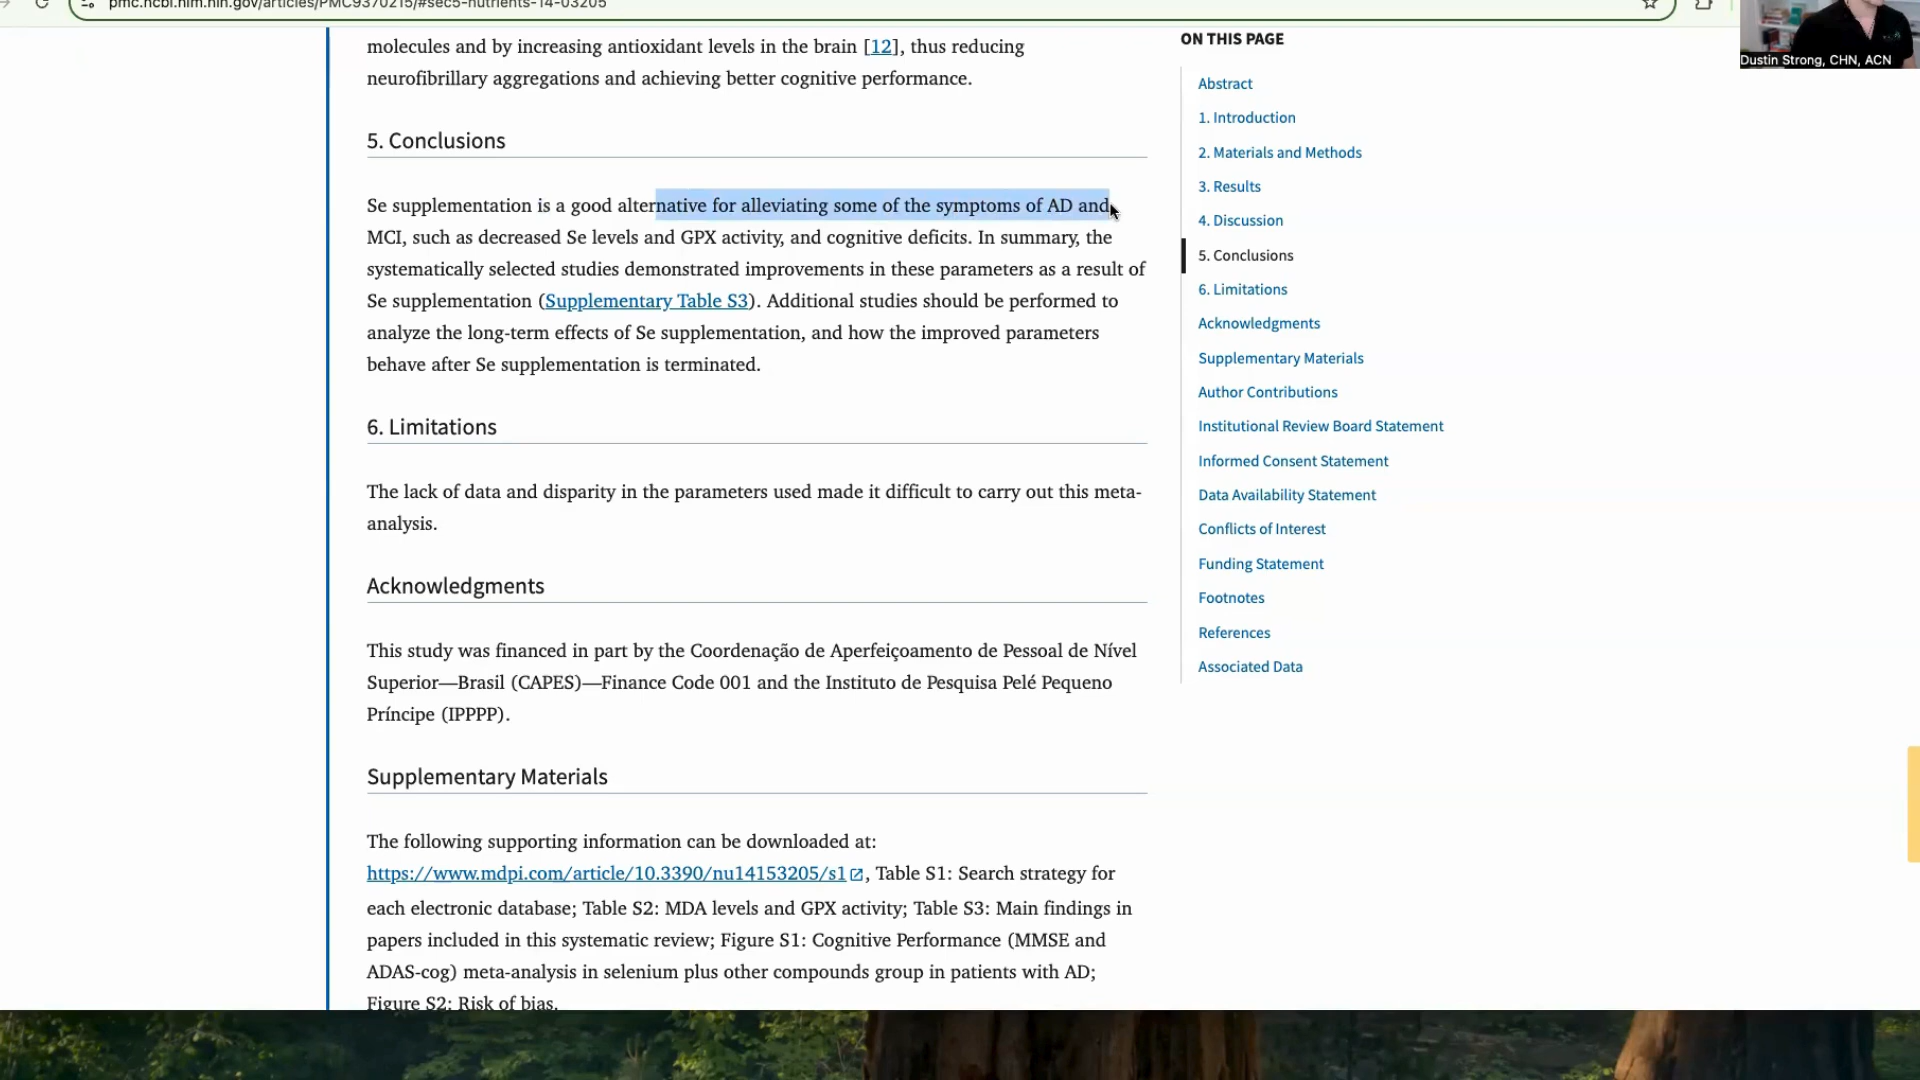 pmc.ncbi.nlm.nih.gov/articles/PMC9370215/#sec5-nutrients-14-03205
Dustin Strong, CHN, ACN
molecules and by increasing antioxidant levels in the brain [12], thus reducing
neurofibrillary aggregations and achieving better cognitive performance.
5. Conclusions
Se supplementation is a good alternative for alleviating some of the symptoms of AD and
MCI, such as decreased Se levels and GPX activity, and cognitive deficits. In summary, the
systematically selected studies demonstrated improvements in these parameters as a result of
Se supplementation (Supplementary Table S3). Additional studies should be performed to
analyze the long-term effects of Se supplementation, and how the improved parameters
behave after Se supplementation is terminated.
6. Limitations
The lack of data and disparity in the parameters used made it difficult to carry out this meta-
analysis.
Acknowledgments
This study was financed in part by the Coordenação de Aperfeiçoamento de Pessoal de Nível
Superior—Brasil (CAPES)—Finance Code 001 and the Instituto de Pesquisa Pelé Pequeno
Príncipe (IPPPP).
Supplementary Materials
The following supporting information can be downloaded at:
https://www.mdpi.com/article/10.3390/nu14153205/s1, Table S1: Search strategy for
each electronic database; Table S2: MDA levels and GPX activity; Table S3: Main findings in
papers included in this systematic review; Figure S1: Cognitive Performance (MMSE and
ADAS-cog) meta-analysis in selenium plus other compounds group in patients with AD;
Figure S2: Risk of bias.
ON THIS PAGE
Abstract
1. Introduction
2. Materials and Methods
3. Results
4. Discussion
5. Conclusions
6. Limitations
Acknowledgments
Supplementary Materials
Author Contributions
Institutional Review Board Statement
Informed Consent Statement
Data Availability Statement
Conflicts of Interest
Funding Statement
Footnotes
References
Associated Data